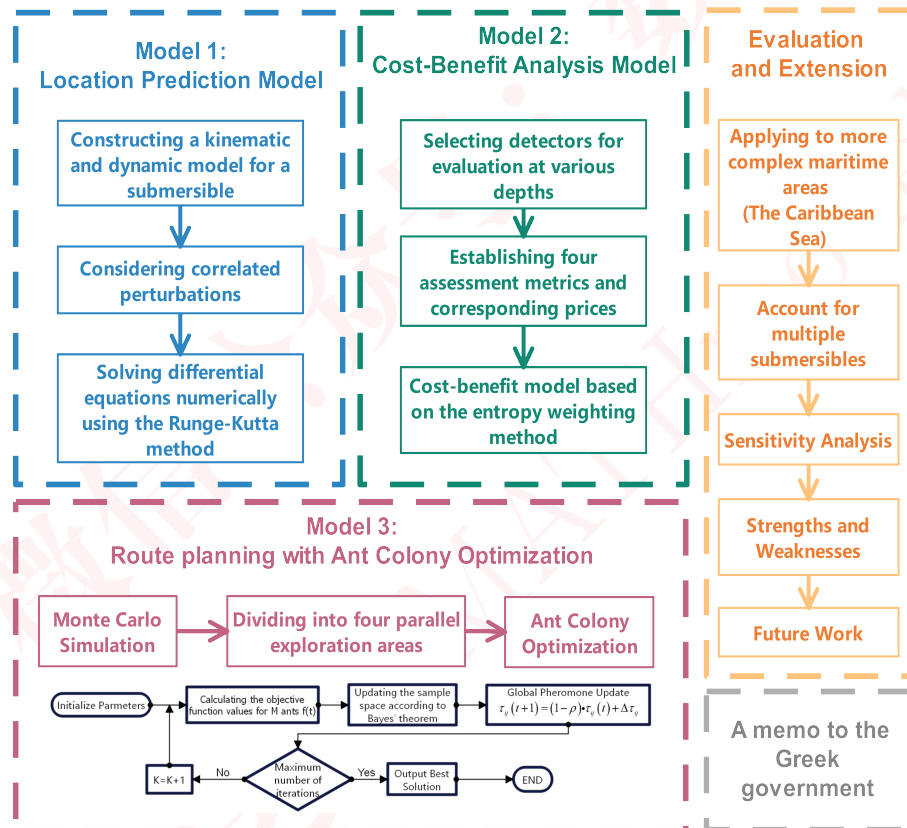 Model 1:
Location Prediction Model
Constructing a kinematic
and dynamic model for a
submersible
Considering correlated
perturbations
Solving differential
equations numerically
using the Runge-Kutta
method
Model 2:
Cost-Benefit Analysis Model
Selecting detectors for
evaluation at various
depths
Establishing four
assessment metrics and
corresponding prices
Cost-benefit model based
on the entropy weighting
method
Evaluation
and Extension
Applying to more
complex maritime
areas
(The Caribbean
Sea)
Account for
multiple
submersibles
Sensitivity Analysis
Strengths and
Weaknesses
Future Work
Model 3:
Route planning with Ant Colony Optimization
Monte Carlo
Simulation
Dividing into four parallel
exploration areas
Ant Colony
Optimization
Initialize Parmeters
Calculating the objective
function values for M ants f(t)
Updating the sample
space according to
Bayes' theorem
Global Pheromone Update
τij(t+1)=(1−ρ)•τij(t)+Δτij
K=K+1
No
Maximum
number of
iterations
Yes
Output Best
Solution
END
A memo to the
Greek
government